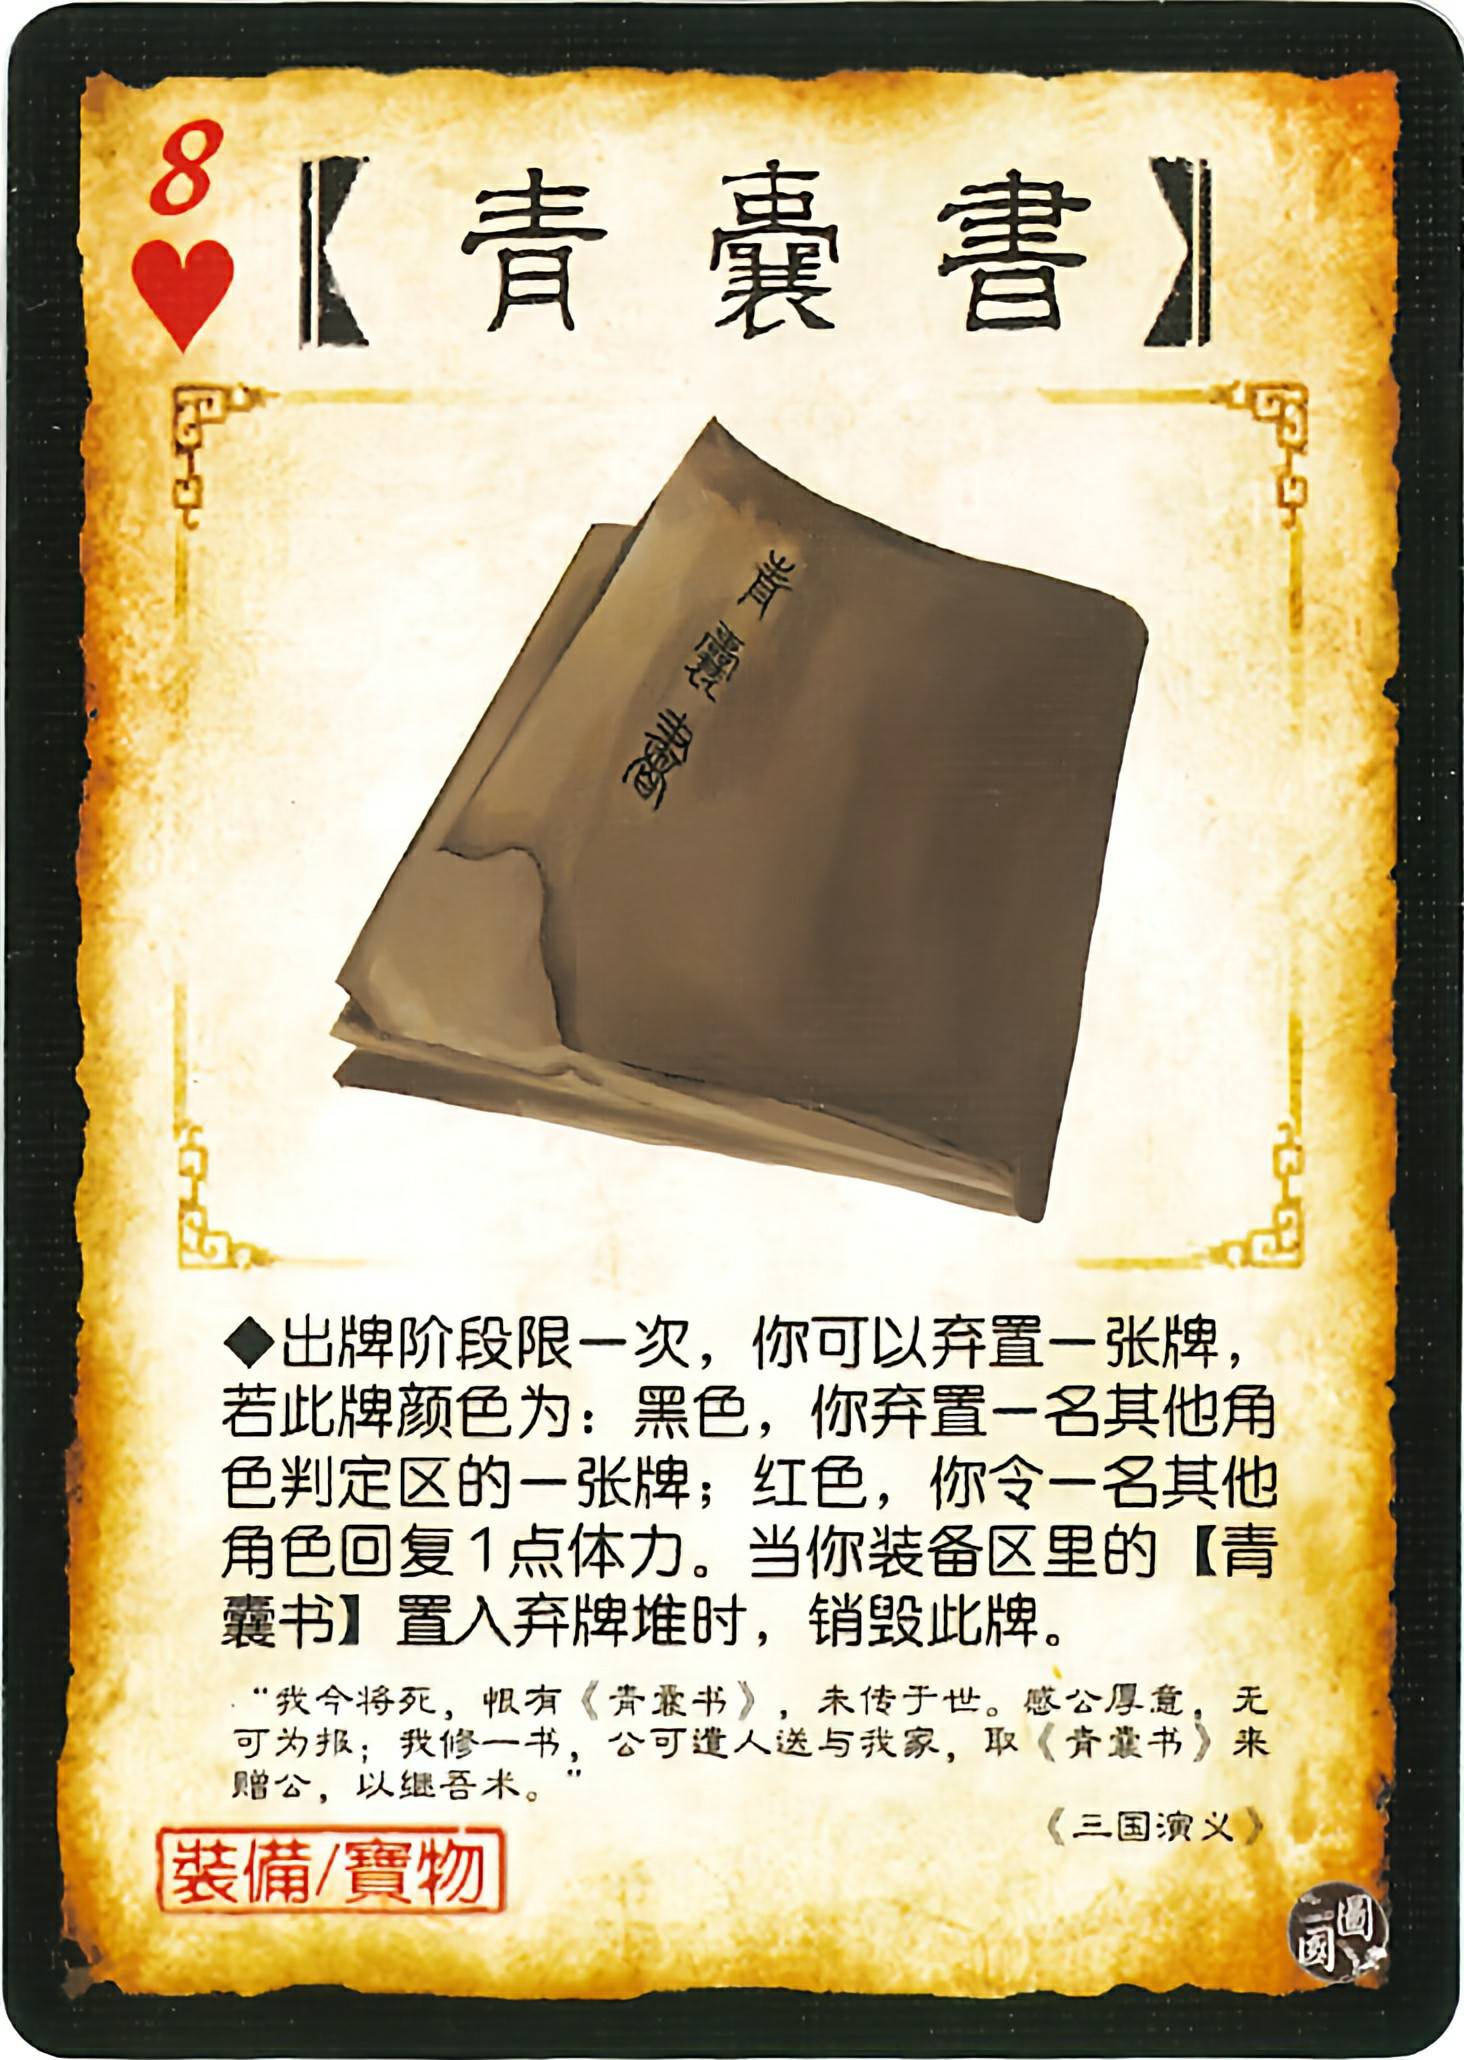 8
【青囊書】
青囊書
◆出牌阶段限一次，你可以弃置一张牌，
若此牌颜色为：黑色，你弃置一名其他角
色判定区的一张牌；红色，你令一名其他
角色回复1点体力。当你装备区里的【青
囊书】置入弃牌堆时，销毁此牌。
“我今将死，恨有《青囊书》，未传于世。感公厚意，无
可为报；我修一书，公可遣人送与我家，取《青囊书》来
赠公，以继吾术。”
《三国演义》
裝備/寶物